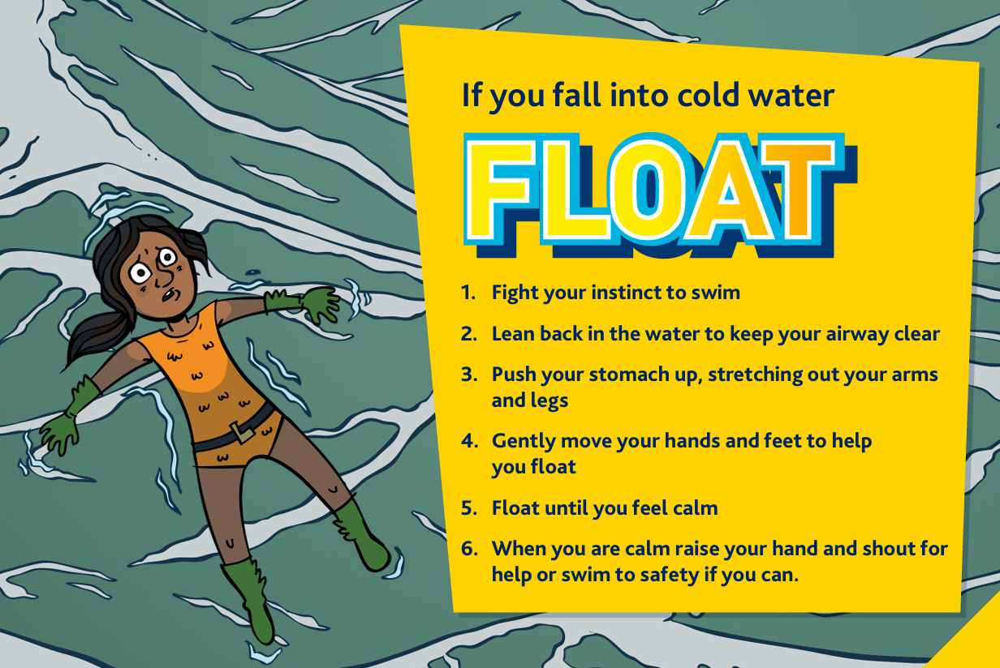 If you fall into cold water
FLOAT
1. Fight your instinct to swim
2. Lean back in the water to keep your airway clear
3. Push your stomach up, stretching out your arms
and legs
4. Gently move your hands and feet to help
you float
5. Float until you feel calm
6. When you are calm raise your hand and shout for
help or swim to safety if you can.